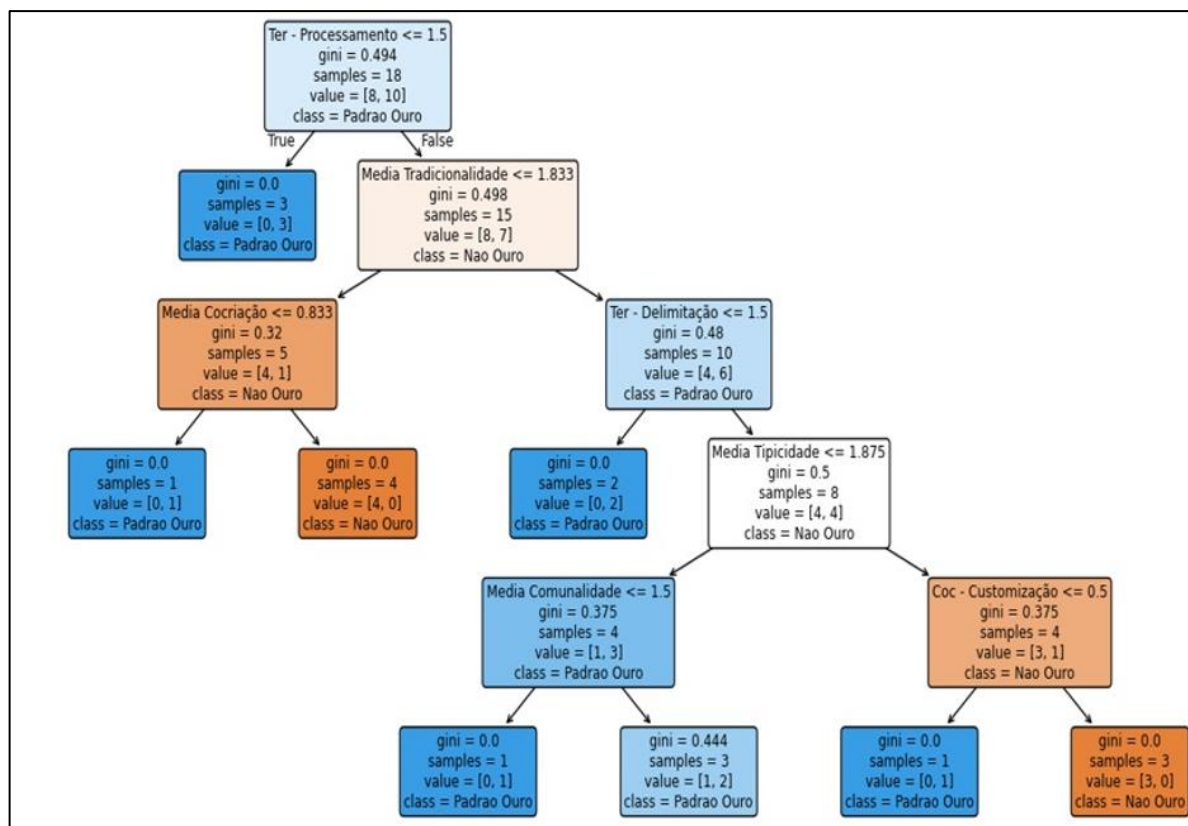 Ter - Processamento <= 1.5
gini = 0.494
samples = 18
value = [8, 10]
class = Padrao Ouro
True
False
gini = 0.0
samples = 3
value = [0, 3]
class = Padrao Ouro
Media Tradicionalidade <= 1.833
gini = 0.498
samples = 15
value = [8, 7]
class = Nao Ouro
Media Cocriação <= 0.833
gini = 0.32
samples = 5
value = [4, 1]
class = Nao Ouro
Ter - Delimitação <= 1.5
gini = 0.48
samples = 10
value = [4, 6]
class = Padrao Ouro
gini = 0.0
samples = 1
value = [0, 1]
class = Padrao Ouro
gini = 0.0
samples = 4
value = [4, 0]
class = Nao Ouro
gini = 0.0
samples = 2
value = [0, 2]
class = Padrao Ouro
Media Tipicidade <= 1.875
gini = 0.5
samples = 8
value = [4, 4]
class = Nao Ouro
Media Comunalidade <= 1.5
gini = 0.375
samples = 4
value = [1, 3]
class = Padrao Ouro
Coc - Customização <= 0.5
gini = 0.375
samples = 4
value = [3, 1]
class = Nao Ouro
gini = 0.0
samples = 1
value = [0, 1]
class = Padrao Ouro
gini = 0.444
samples = 3
value = [1, 2]
class = Padrao Ouro
gini = 0.0
samples = 1
value = [0, 1]
class = Padrao Ouro
gini = 0.0
samples = 3
value = [3, 0]
class = Nao Ouro